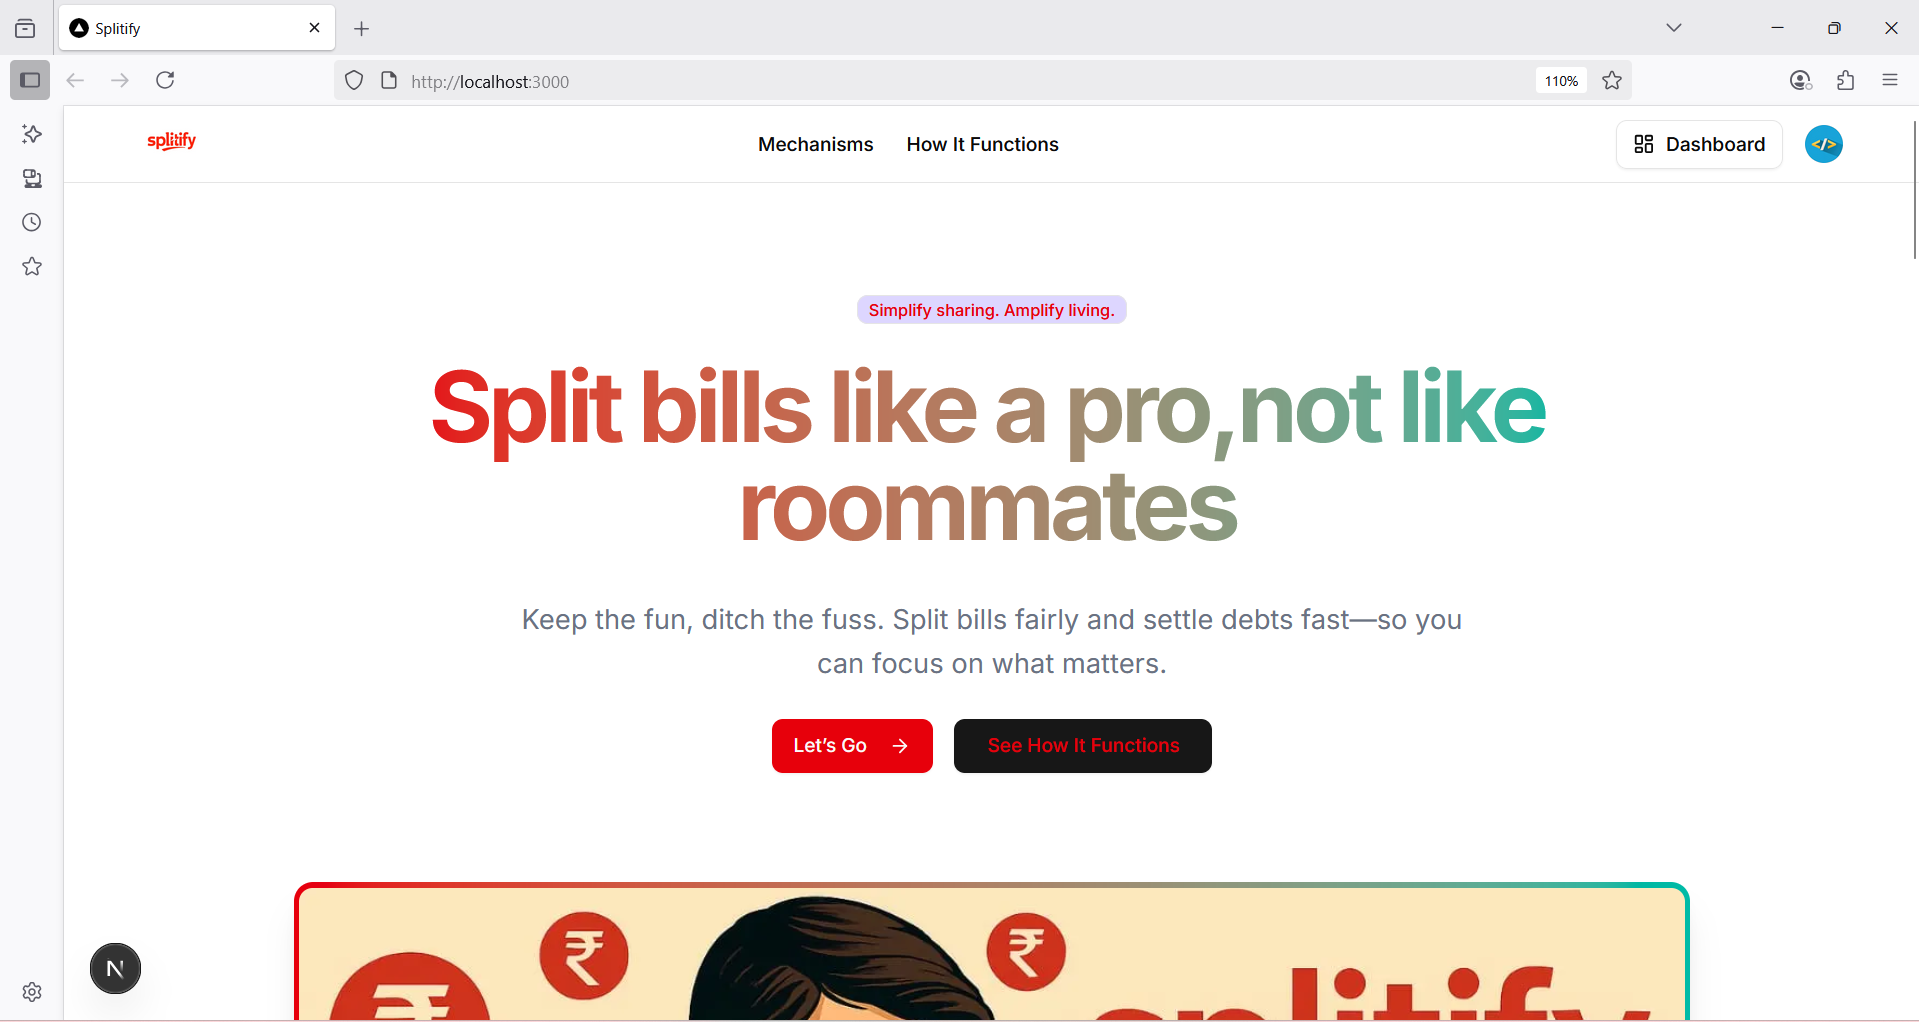 Splitify
http://localhost:3000
110%
splitify
Mechanisms
How It Functions
Dashboard
</>
Simplify sharing. Amplify living.
Split bills like a pro,not like
roommates
Keep the fun, ditch the fuss. Split bills fairly and settle debts fast—so you
can focus on what matters.
Let's Go →
See How It Functions
₹
₹
₹
splitify
N